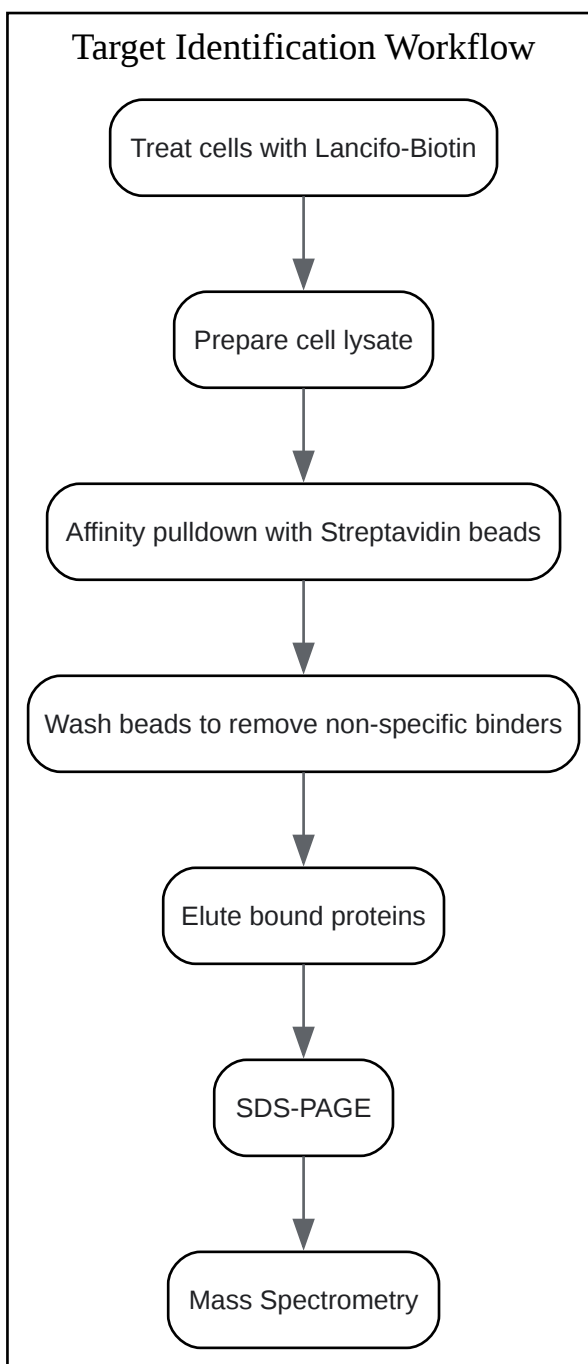 Target Identification Workflow
Treat cells with Lancifo-Biotin
Prepare cell lysate
Affinity pulldown with Streptavidin beads
Wash beads to remove non-specific binders
Elute bound proteins
SDS-PAGE
Mass Spectrometry